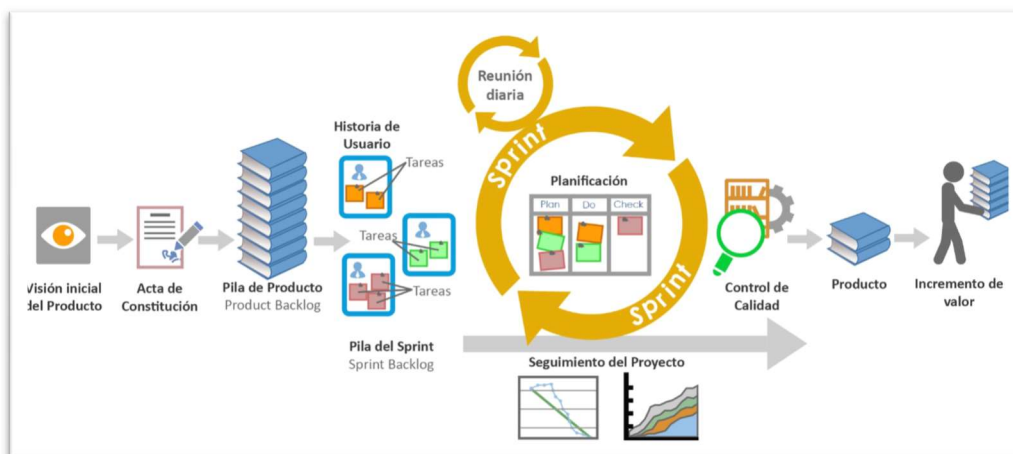 Visión inicial
del Producto
Acta de
Constitución
Pila de Producto
Product Backlog
Historia de
Usuario
Tareas
Tareas
Tareas
Pila del Sprint
Sprint Backlog
Reunión
diaria
Sprint
Planificación
Plan Do Check
Sprint
Seguimiento del Proyecto
Control de
Calidad
Producto
Incremento de
valor